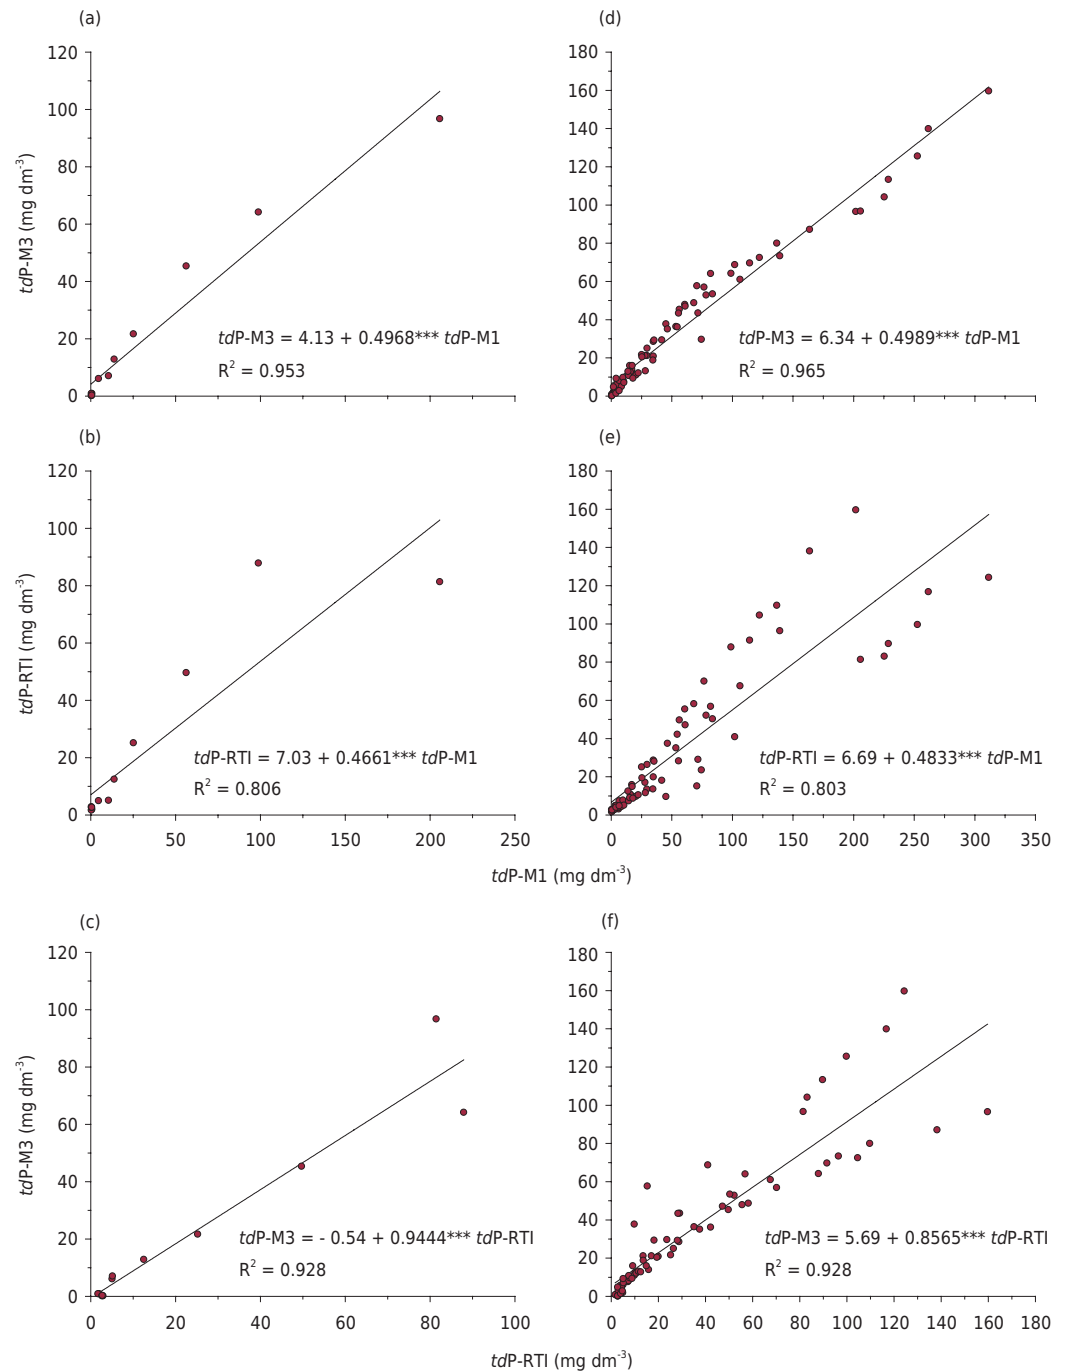 (a)
(d)
120
100
80
60
40
20
0
tdP-M3 (mg dm-3)
tdP-M3 = 4.13 + 0.4968*** tdP-M1
R2 = 0.953
180
160
140
120
100
80
60
40
20
0
tdP-M3 = 6.34 + 0.4989*** tdP-M1
R2 = 0.965
(b)
(e)
120
100
80
60
40
20
0
tdP-RTI (mg dm-3)
tdP-RTI = 7.03 + 0.4661*** tdP-M1
R2 = 0.806
0 50 100 150 200 250
180
160
140
120
100
80
60
40
20
0
tdP-RTI = 6.69 + 0.4833*** tdP-M1
R2 = 0.803
0 50 100 150 200 250 300 350
tdP-M1 (mg dm-3)
(c)
(f)
120
100
80
60
40
20
0
tdP-M3 (mg dm-3)
tdP-M3 = - 0.54 + 0.9444*** tdP-RTI
R2 = 0.928
0 20 40 60 80 100
180
160
140
120
100
80
60
40
20
0
tdP-M3 = 5.69 + 0.8565*** tdP-RTI
R2 = 0.928
0 20 40 60 80 100 120 140 160 180
tdP-RTI (mg dm-3)